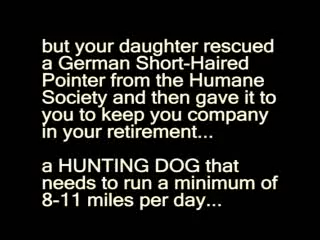 but your daughter rescued
a German Short-Haired
Pointer from the Humane
Society and then gave it to
you to keep you company
in your retirement...
a HUNTING DOG that
needs to run a minimum of
8-11 miles per day...